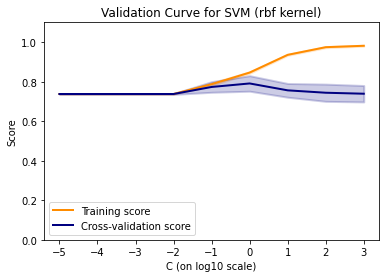 Validation Curve for SVM (rbf kernel)
Score
1.0
0.8
0.6
0.4
0.2
0.0
Training score
Cross-validation score
−5 −4 −3 −2 −1 0 1 2 3
C (on log10 scale)